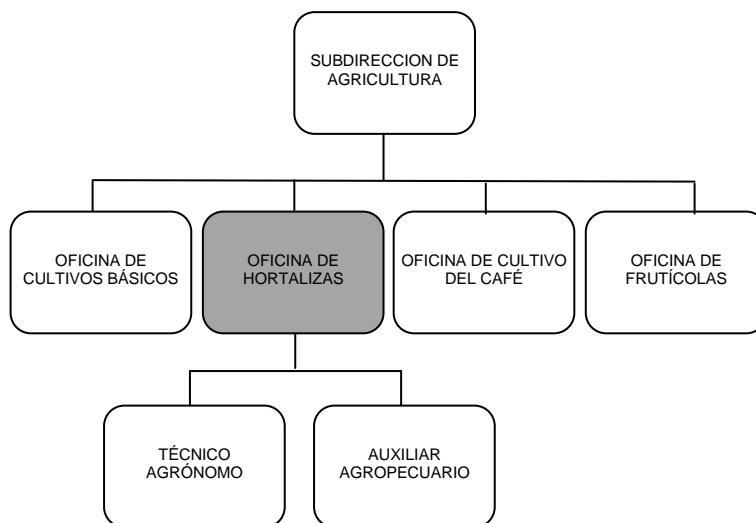 SUBDIRECCION DE
AGRICULTURA
OFICINA DE
CULTIVOS BÁSICOS
OFICINA DE
HORTALIZAS
OFICINA DE CULTIVO
DEL CAFÉ
OFICINA DE
FRUTÍCOLAS
TÉCNICO
AGRÓNOMO
AUXILIAR
AGROPECUARIO